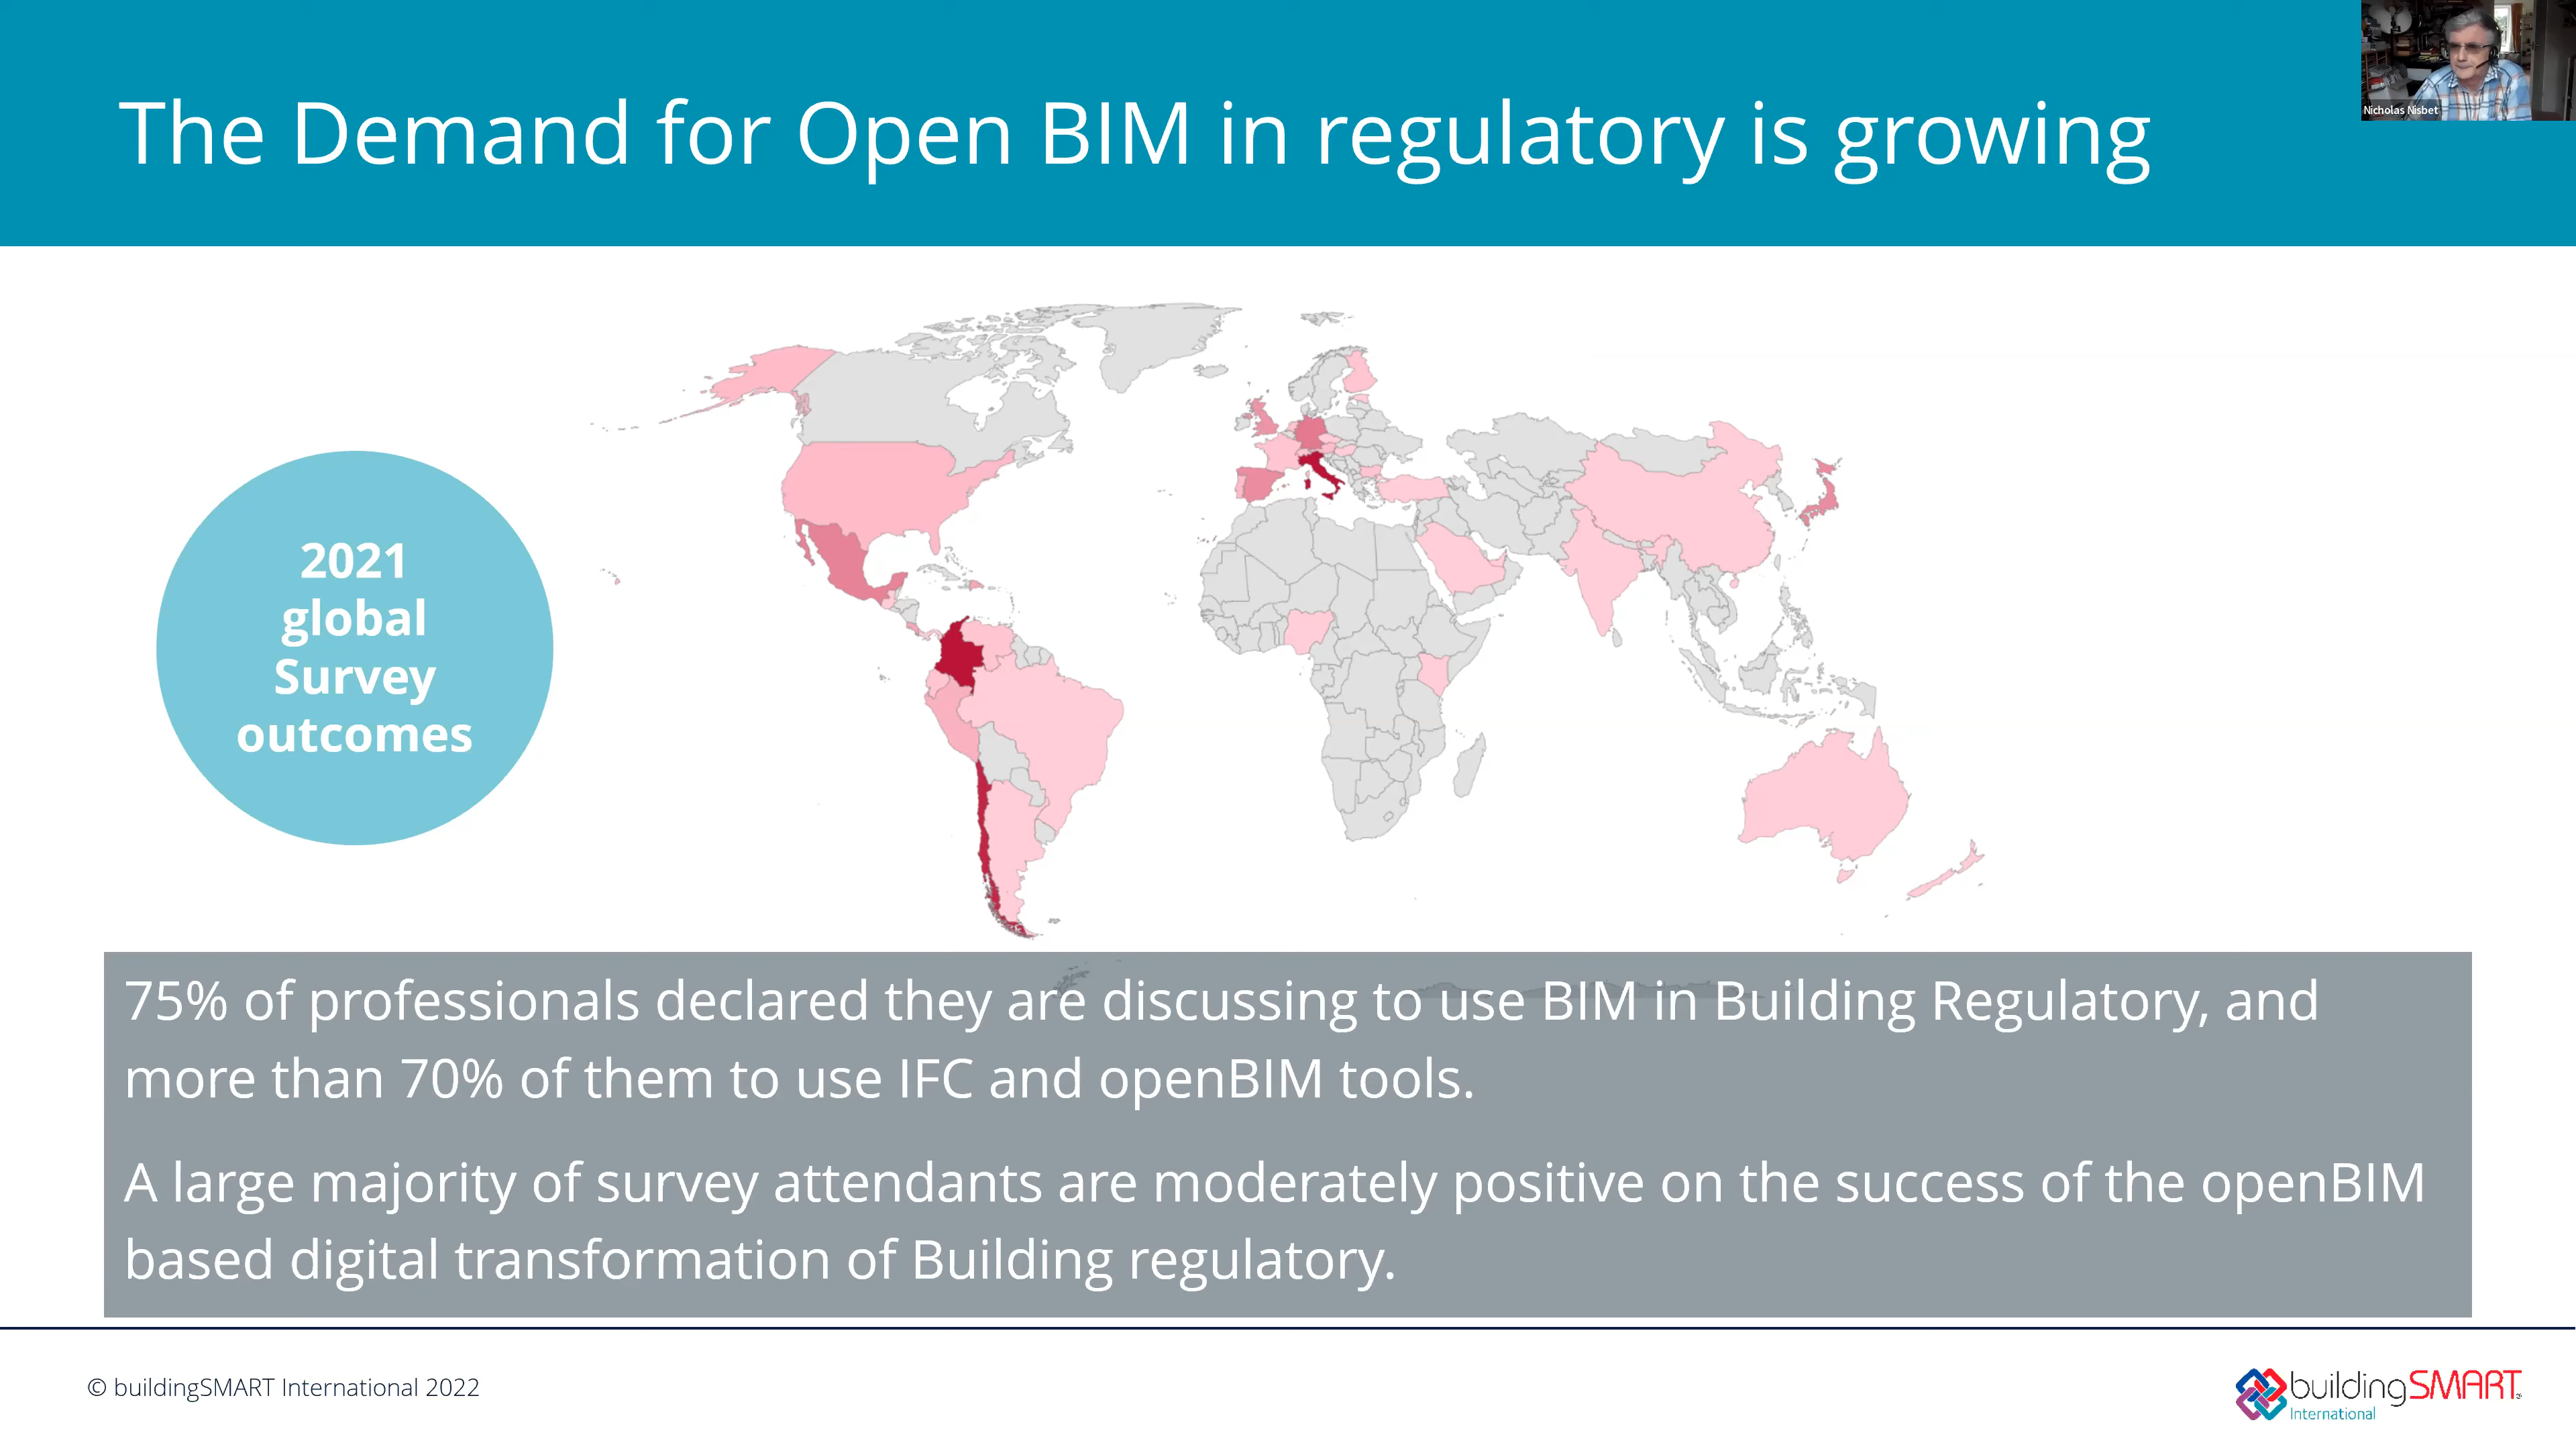 The Demand for Open BIM in regulatory is growing
Nicholas Nisbet
2021
global
Survey
outcomes
75% of professionals declared they are discussing to use BIM in Building Regulatory, and
more than 70% of them to use IFC and openBIM tools.
A large majority of survey attendants are moderately positive on the success of the openBIM
based digital transformation of Building regulatory.
© buildingSMART International 2022
buildingSMART
International